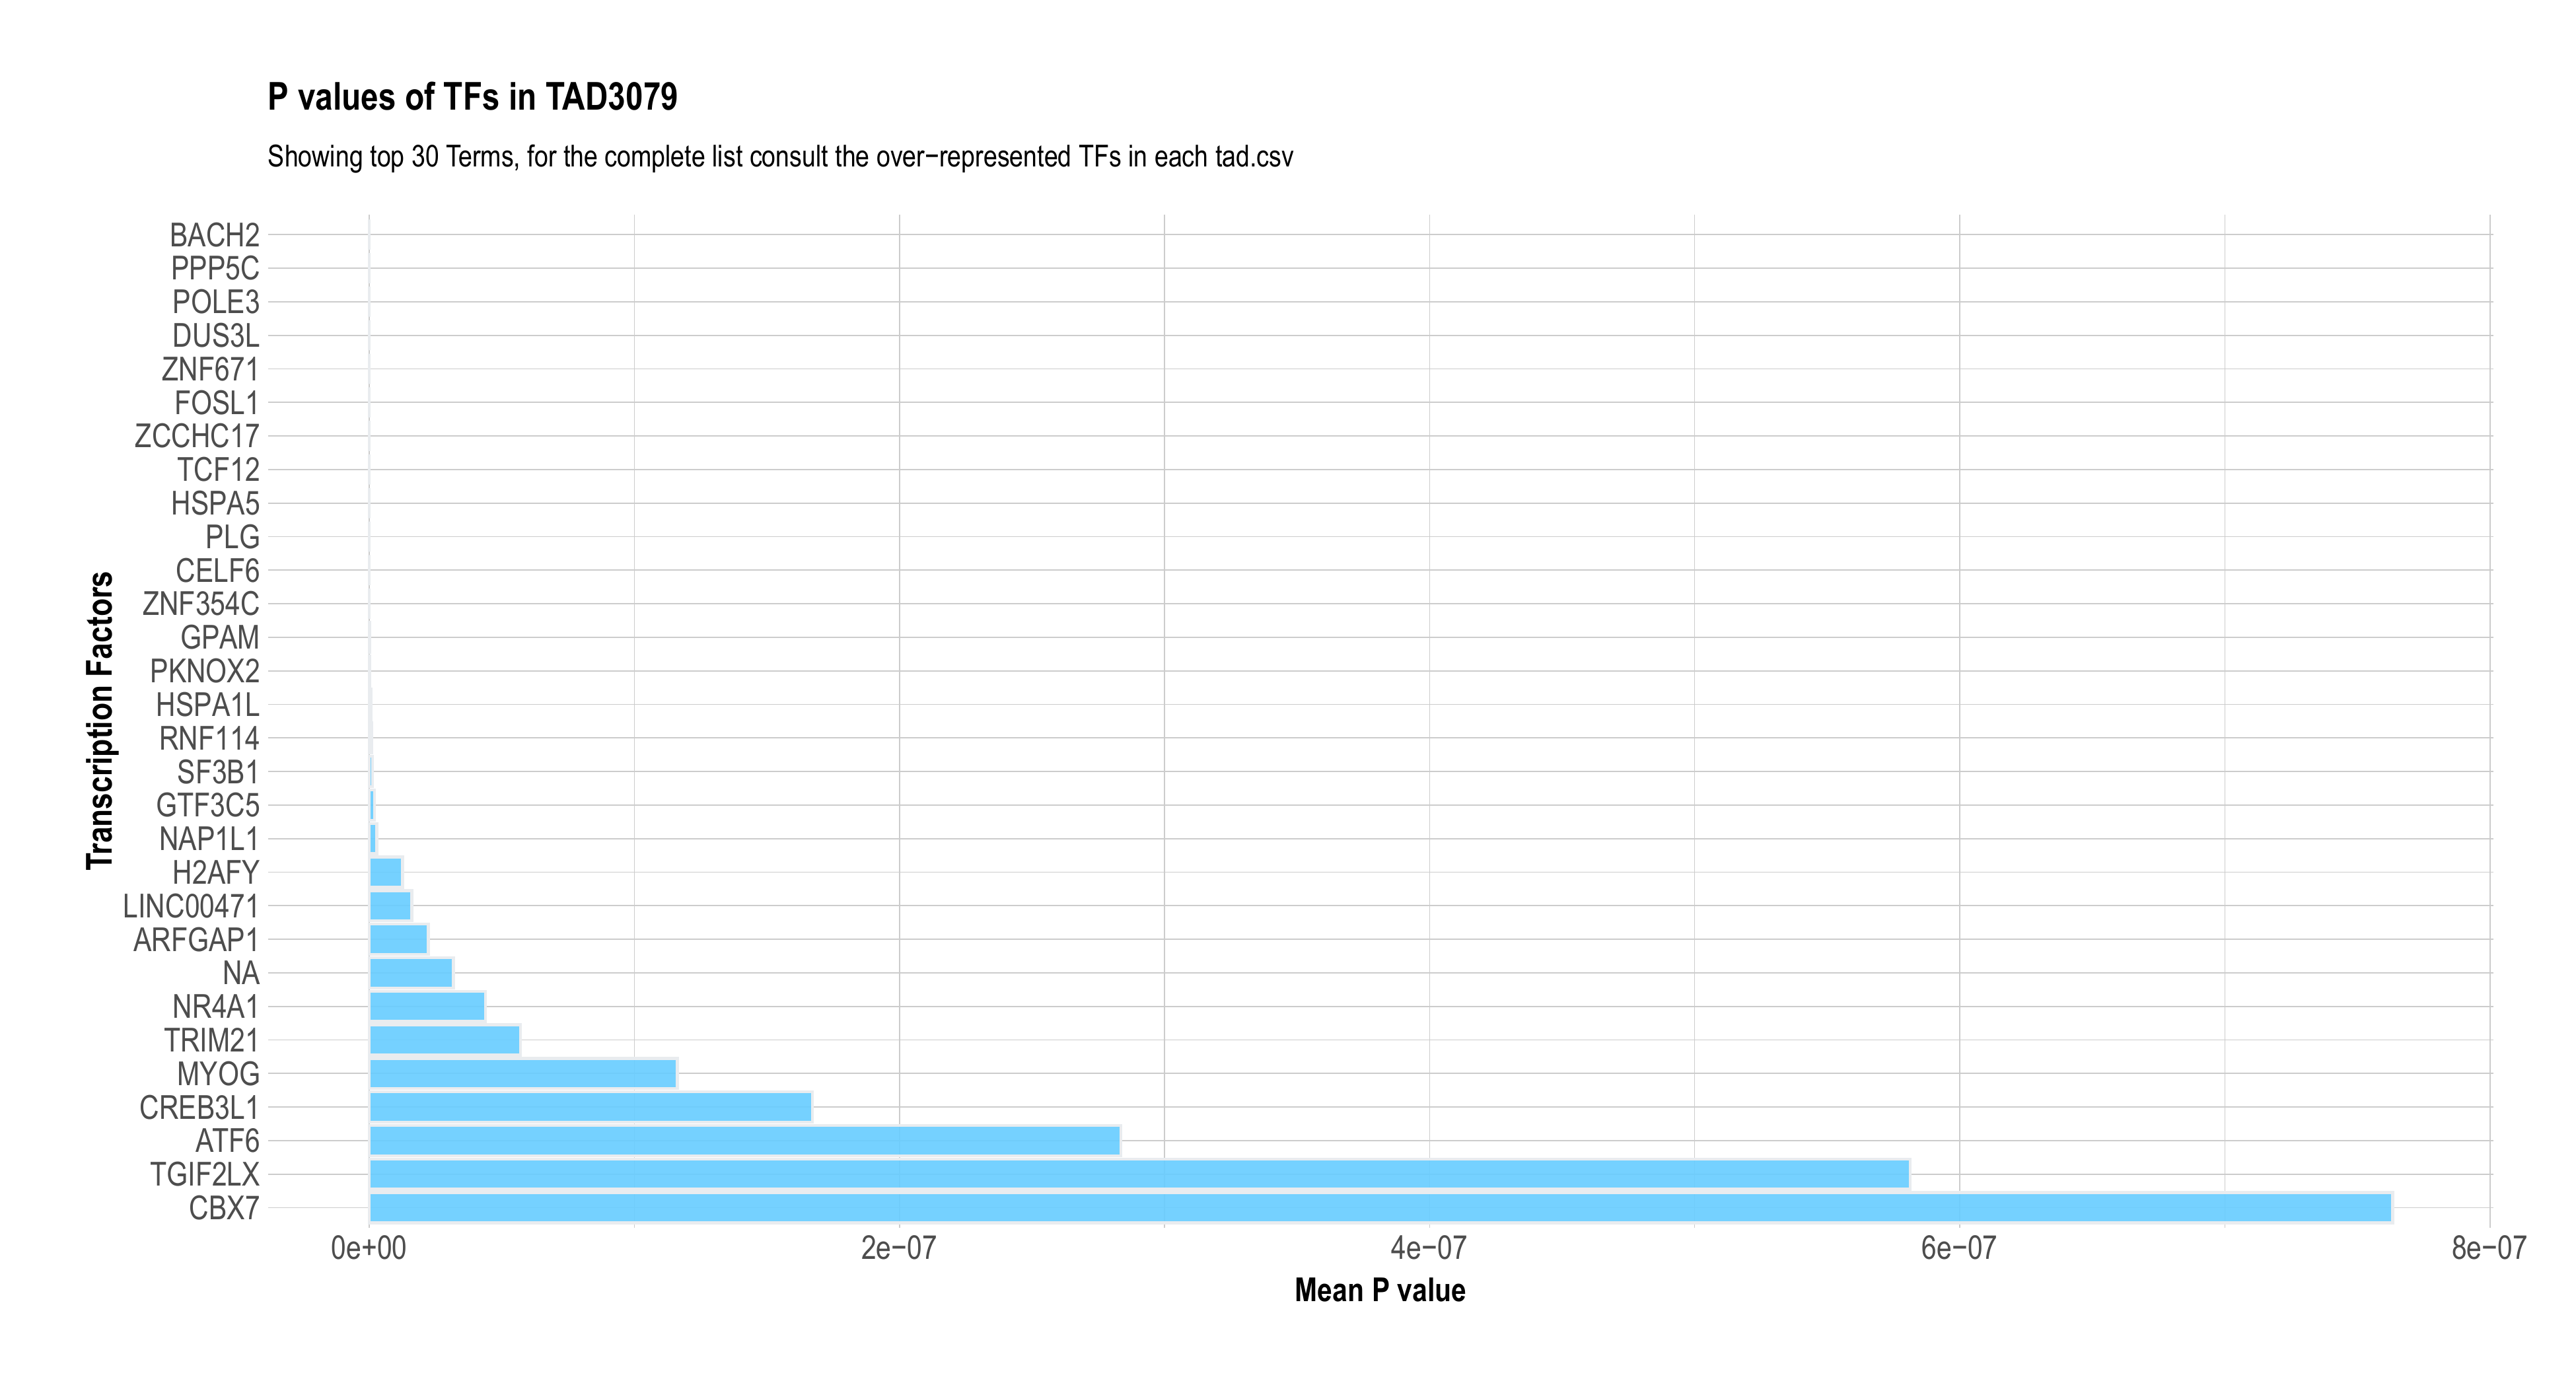 P values of TFs in TAD3079
Showing top 30 Terms, for the complete list consult the over−represented TFs in each tad.csv
Transcription Factors
BACH2
PPP5C
POLE3
DUS3L
ZNF671
FOSL1
ZCCHC17
TCF12
HSPA5
PLG
CELF6
ZNF354C
GPAM
PKNOX2
HSPA1L
RNF114
SF3B1
GTF3C5
NAP1L1
H2AFY
LINC00471
ARFGAP1
NA
NR4A1
TRIM21
MYOG
CREB3L1
ATF6
TGIF2LX
CBX7
0e+00 2e−07 4e−07 6e−07 8e−07
Mean P value